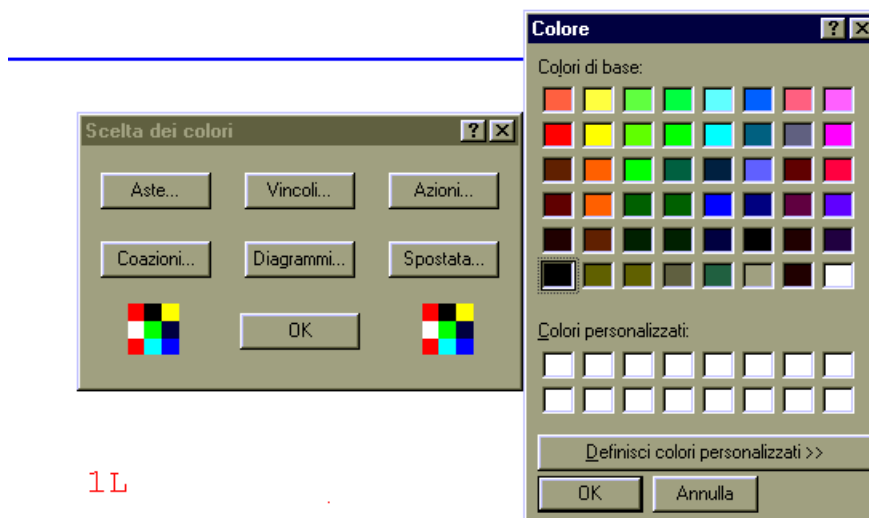 Colore
Colori di base:
Scelta dei colori
Aste...
Vincoli...
Azioni...
Coazioni...
Diagrammi...
Spostata...
OK
Colori personalizzati:
Definisci colori personalizzati >>
OK
Annulla
1L